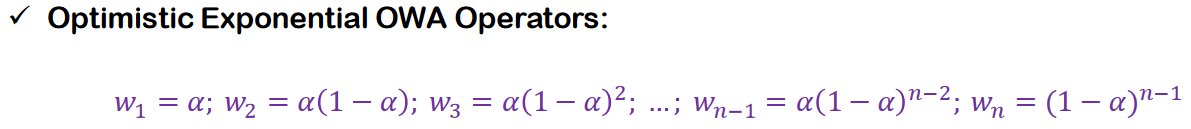 ✓ Optimistic Exponential OWA Operators:
w₁ = α; w₂ = α(1 − α); w₃ = α(1 − α)²; …; wₙ₋₁ = α(1 − α)ⁿ⁻²; wₙ = (1 − α)ⁿ⁻¹